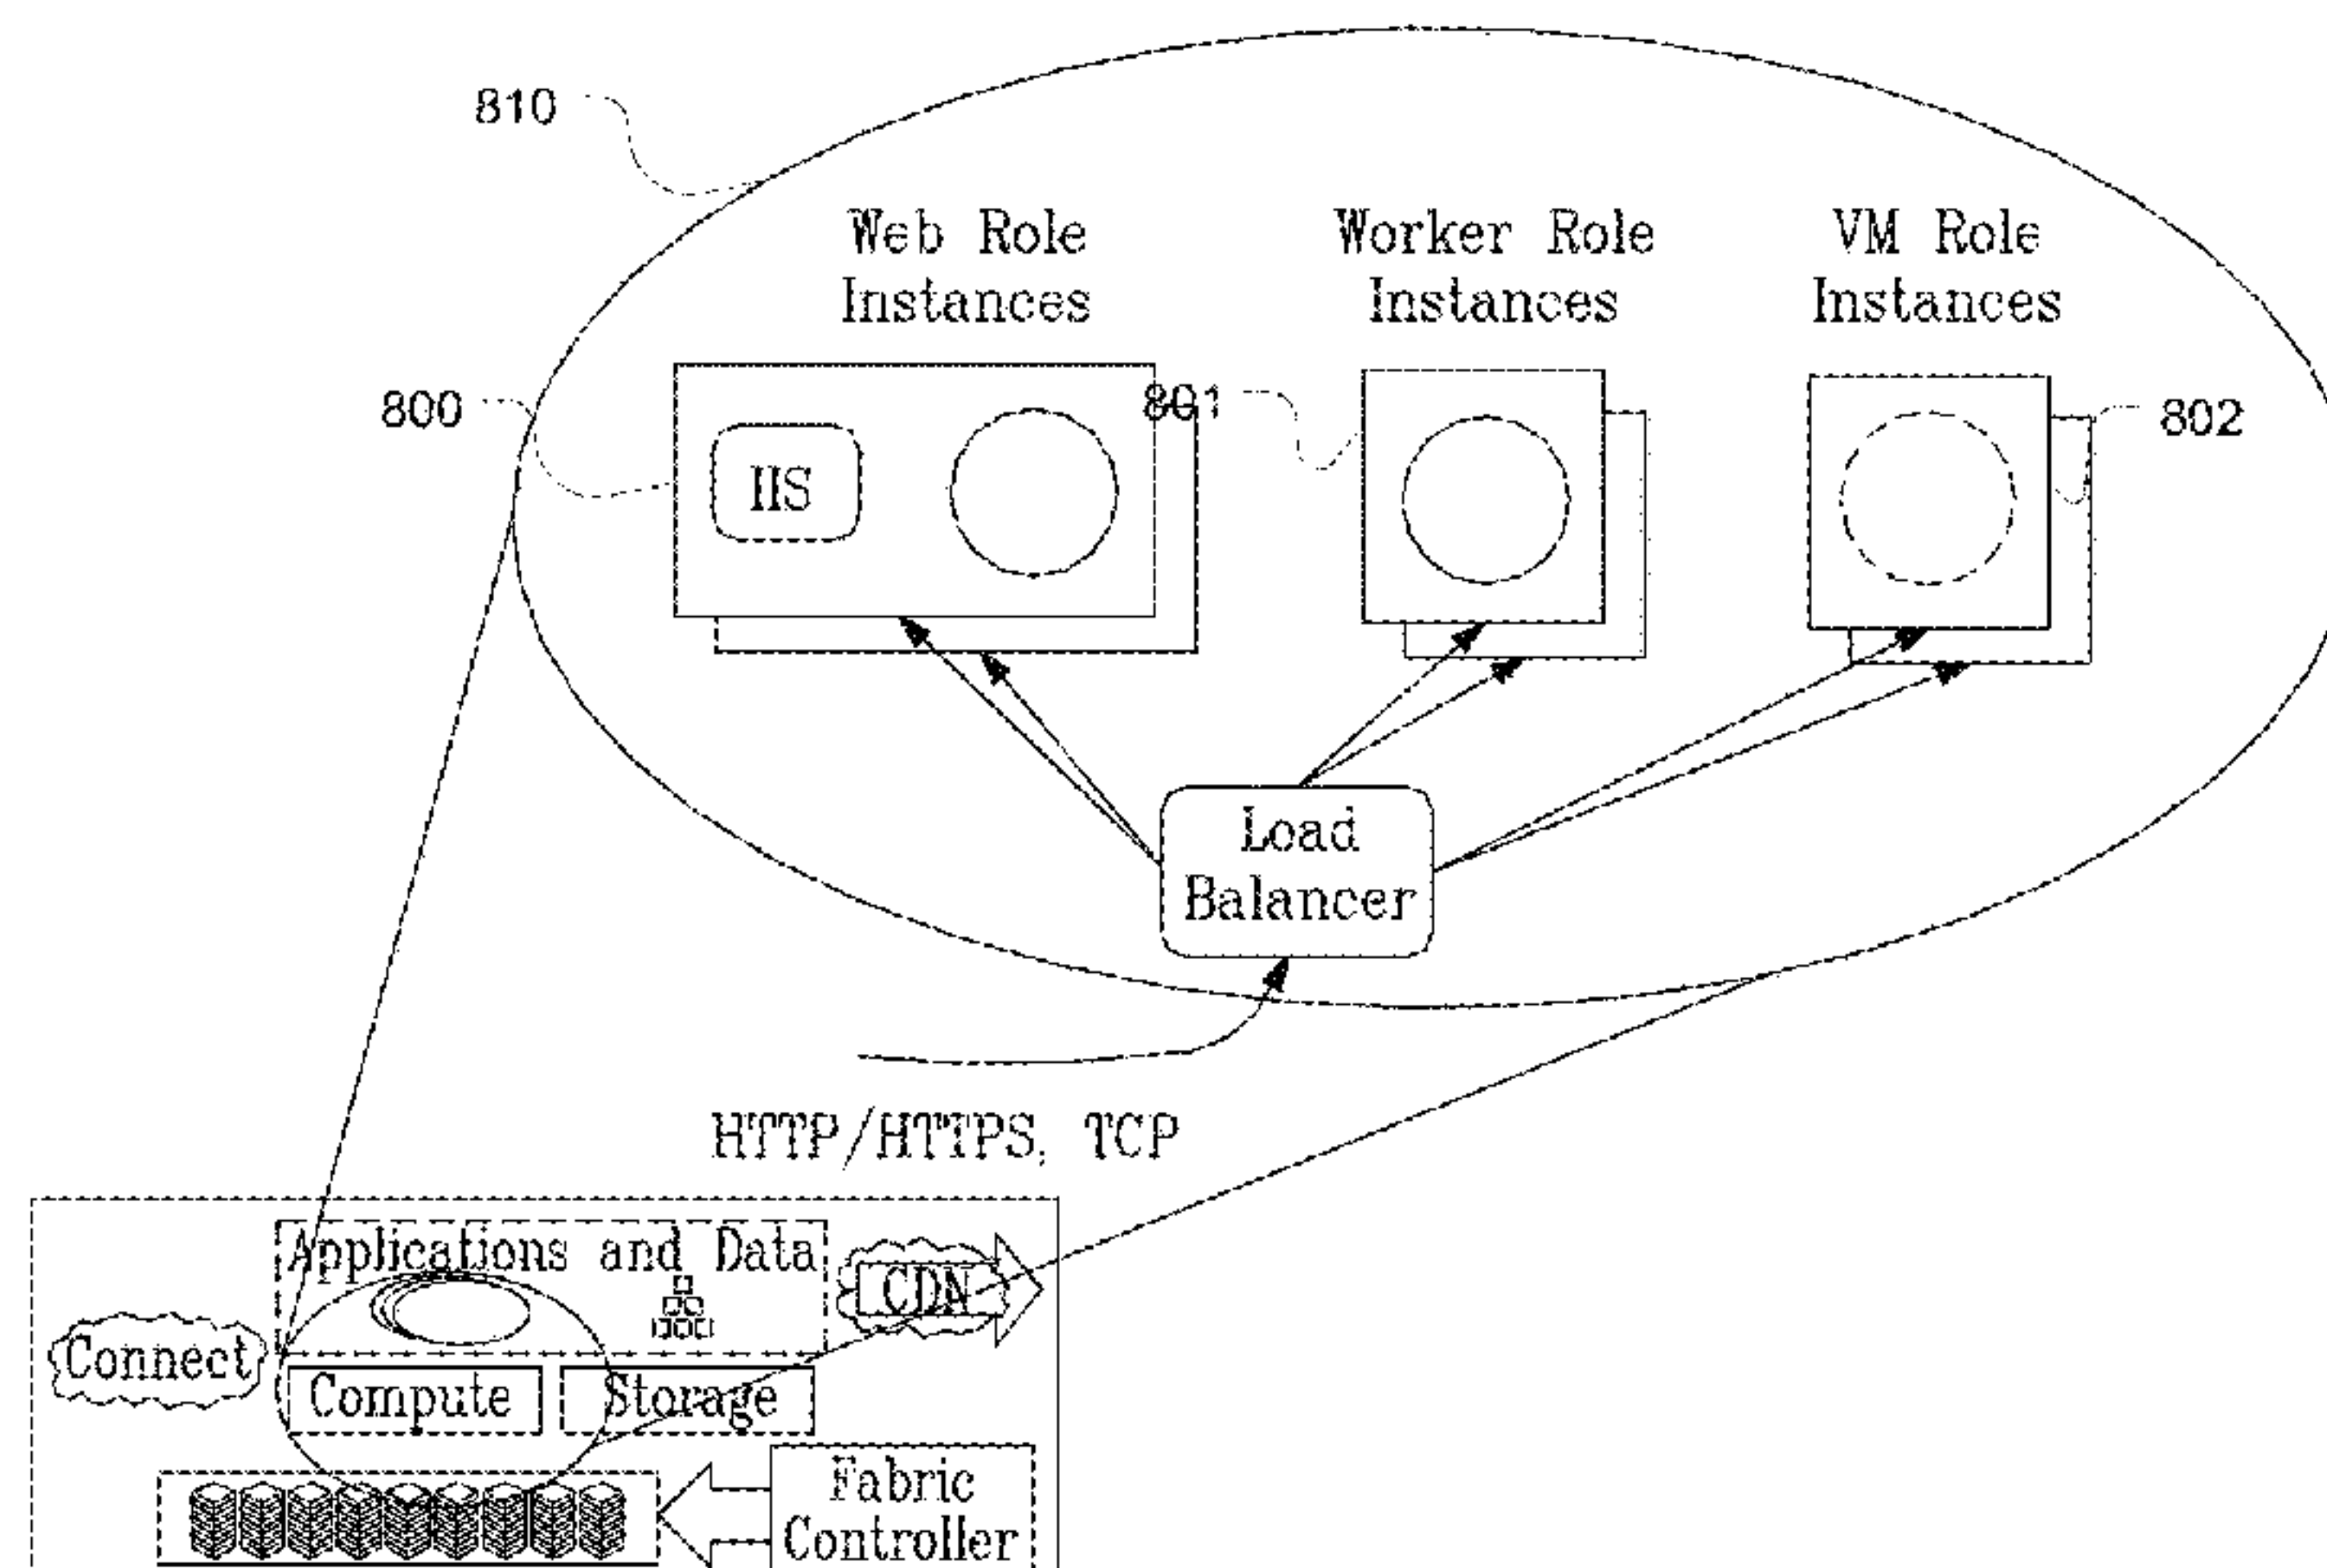 810
Web Role
Instances
Worker Role
Instances
VM Role
Instances
800
801
802
IIS
Load
Balancer
HTTP/HTTPS, TCP
Applications and Data
CDN
Connect
Compute
Storage
Fabric
Controller